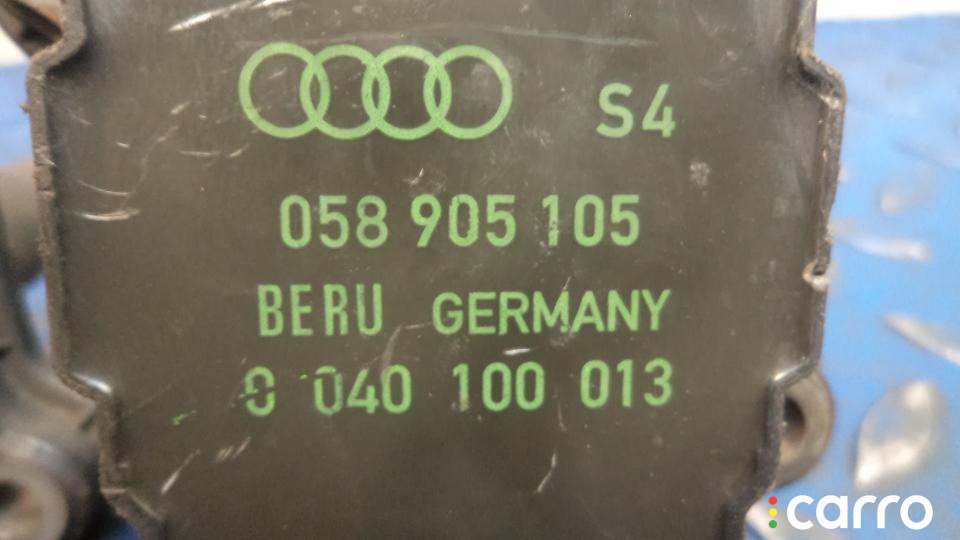 S4
058 905 105
BERU GERMANY
0 040 100 013
carro